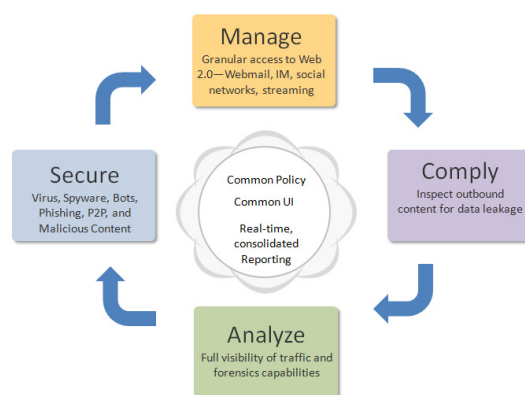 Manage
Granular access to Web
2.0—Webmail, IM, social
networks, streaming
Secure
Virus, Spyware, Bots,
Phishing, P2P, and
Malicious Content
Common Policy
Common UI
Real-time,
consolidated
Reporting
Comply
Inspect outbound
content for data leakage
Analyze
Full visibility of traffic and
forensics capabilities